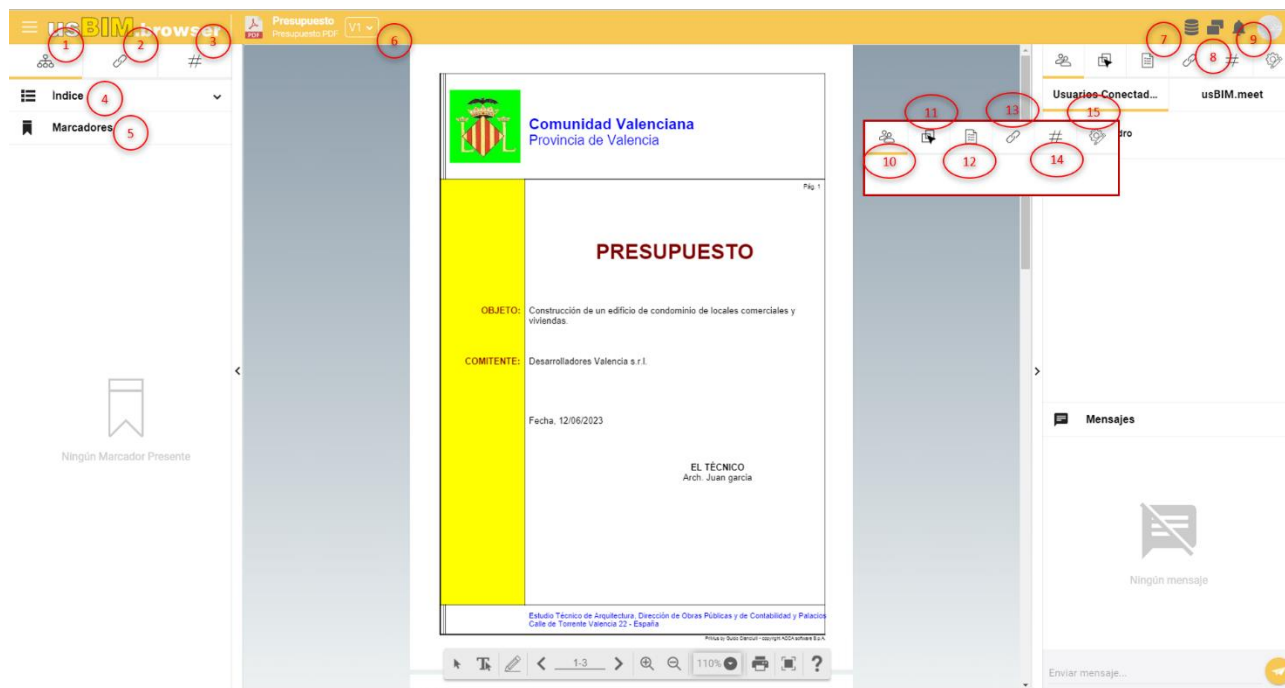 usBIM.browser
PDF
Presupuesto
Presupuesto PDF
V1
1
2
3
6
7
8
9
#
#
Indice
4
Marcadores
5
Ningún Marcador Presente
Comunidad Valenciana
Provincia de Valencia
Pág. 1
PRESUPUESTO
OBJETO:
Construcción de un edificio de condominio de locales comerciales y
viviendas.
COMITENTE:
Desarrolladores Valencia s.r.l.
Fecha, 12/06/2023
EL TÈCNICO
Arch. Juan garcia
Estudio Técnico de Arquitectura, Dirección de Obras Públicas y de Contabilidad y Palacios
Calle de Torrente Valencia 22 - España
1-3
110%
?
Usuarios Conectad...
usBIM.meet
dro
11
13
15
#
10
12
14
Mensajes
Ningún mensaje
Enviar mensaje...